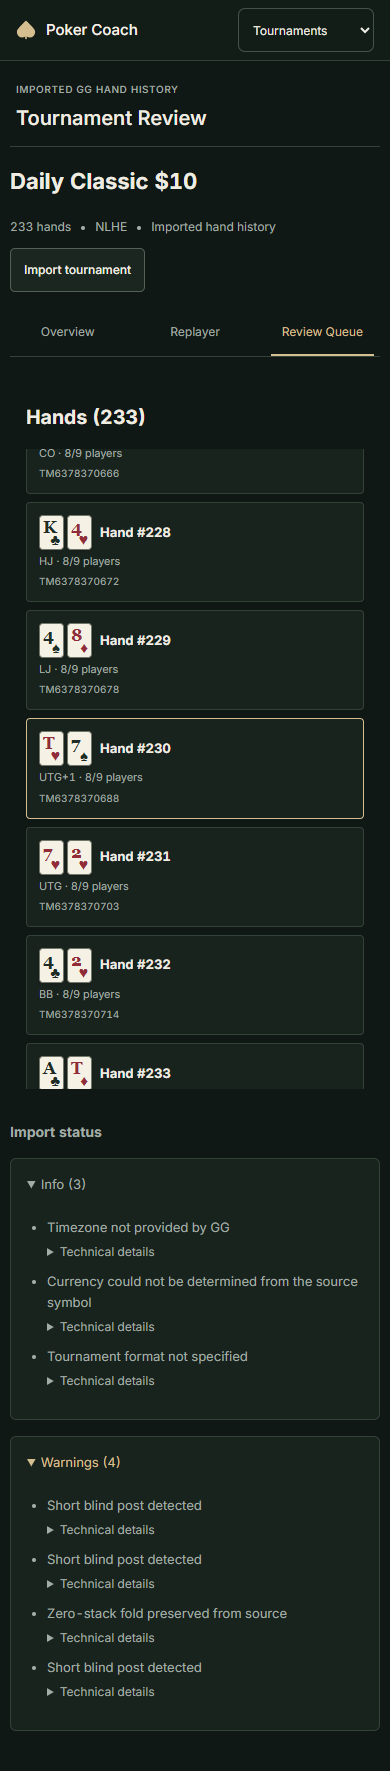 Poker Coach
Tournaments
IMPORTED GG HAND HISTORY
Tournament Review
Daily Classic $10
233 hands • NLHE • Imported hand history
Import tournament
Overview Replayer Review Queue
Hands (233)
CO · 8/9 players
TM6378370666
K♣ 4♥ Hand #228
HJ · 8/9 players
TM6378370672
4♠ 8♦ Hand #229
LJ · 8/9 players
TM6378370678
T♥ 7♠ Hand #230
UTG+1 · 8/9 players
TM6378370688
7♥ 2♥ Hand #231
UTG · 8/9 players
TM6378370703
4♣ 2♥ Hand #232
BB · 8/9 players
TM6378370714
A♣ T♦ Hand #233
Import status
▼ Info (3)
• Timezone not provided by GG
▶ Technical details
• Currency could not be determined from the source
symbol
▶ Technical details
• Tournament format not specified
▶ Technical details
▼ Warnings (4)
• Short blind post detected
▶ Technical details
• Short blind post detected
▶ Technical details
• Zero-stack fold preserved from source
▶ Technical details
• Short blind post detected
▶ Technical details